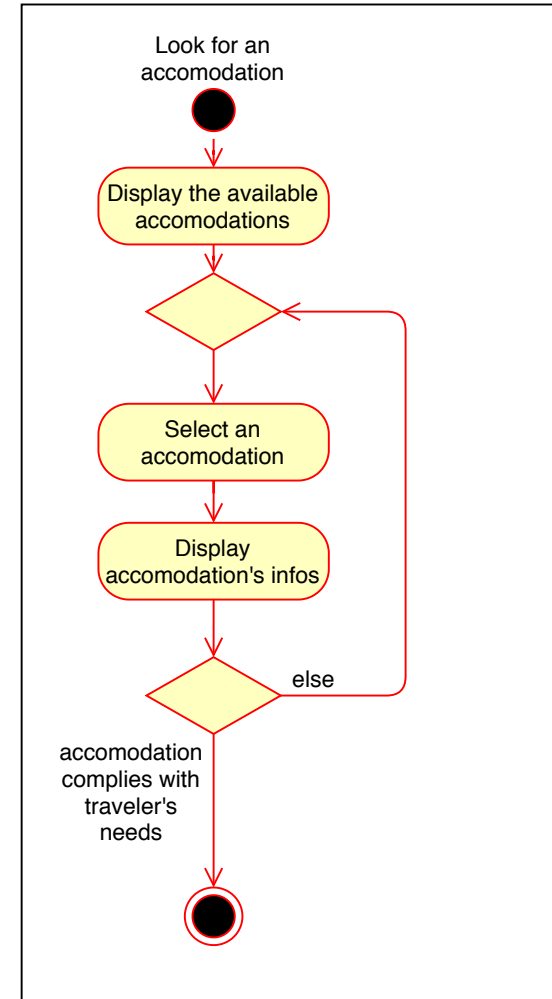 Look for an
accomodation
Display the available
accomodations
Select an
accomodation
Display
accomodation's infos
else
accomodation
complies with
traveler's
needs